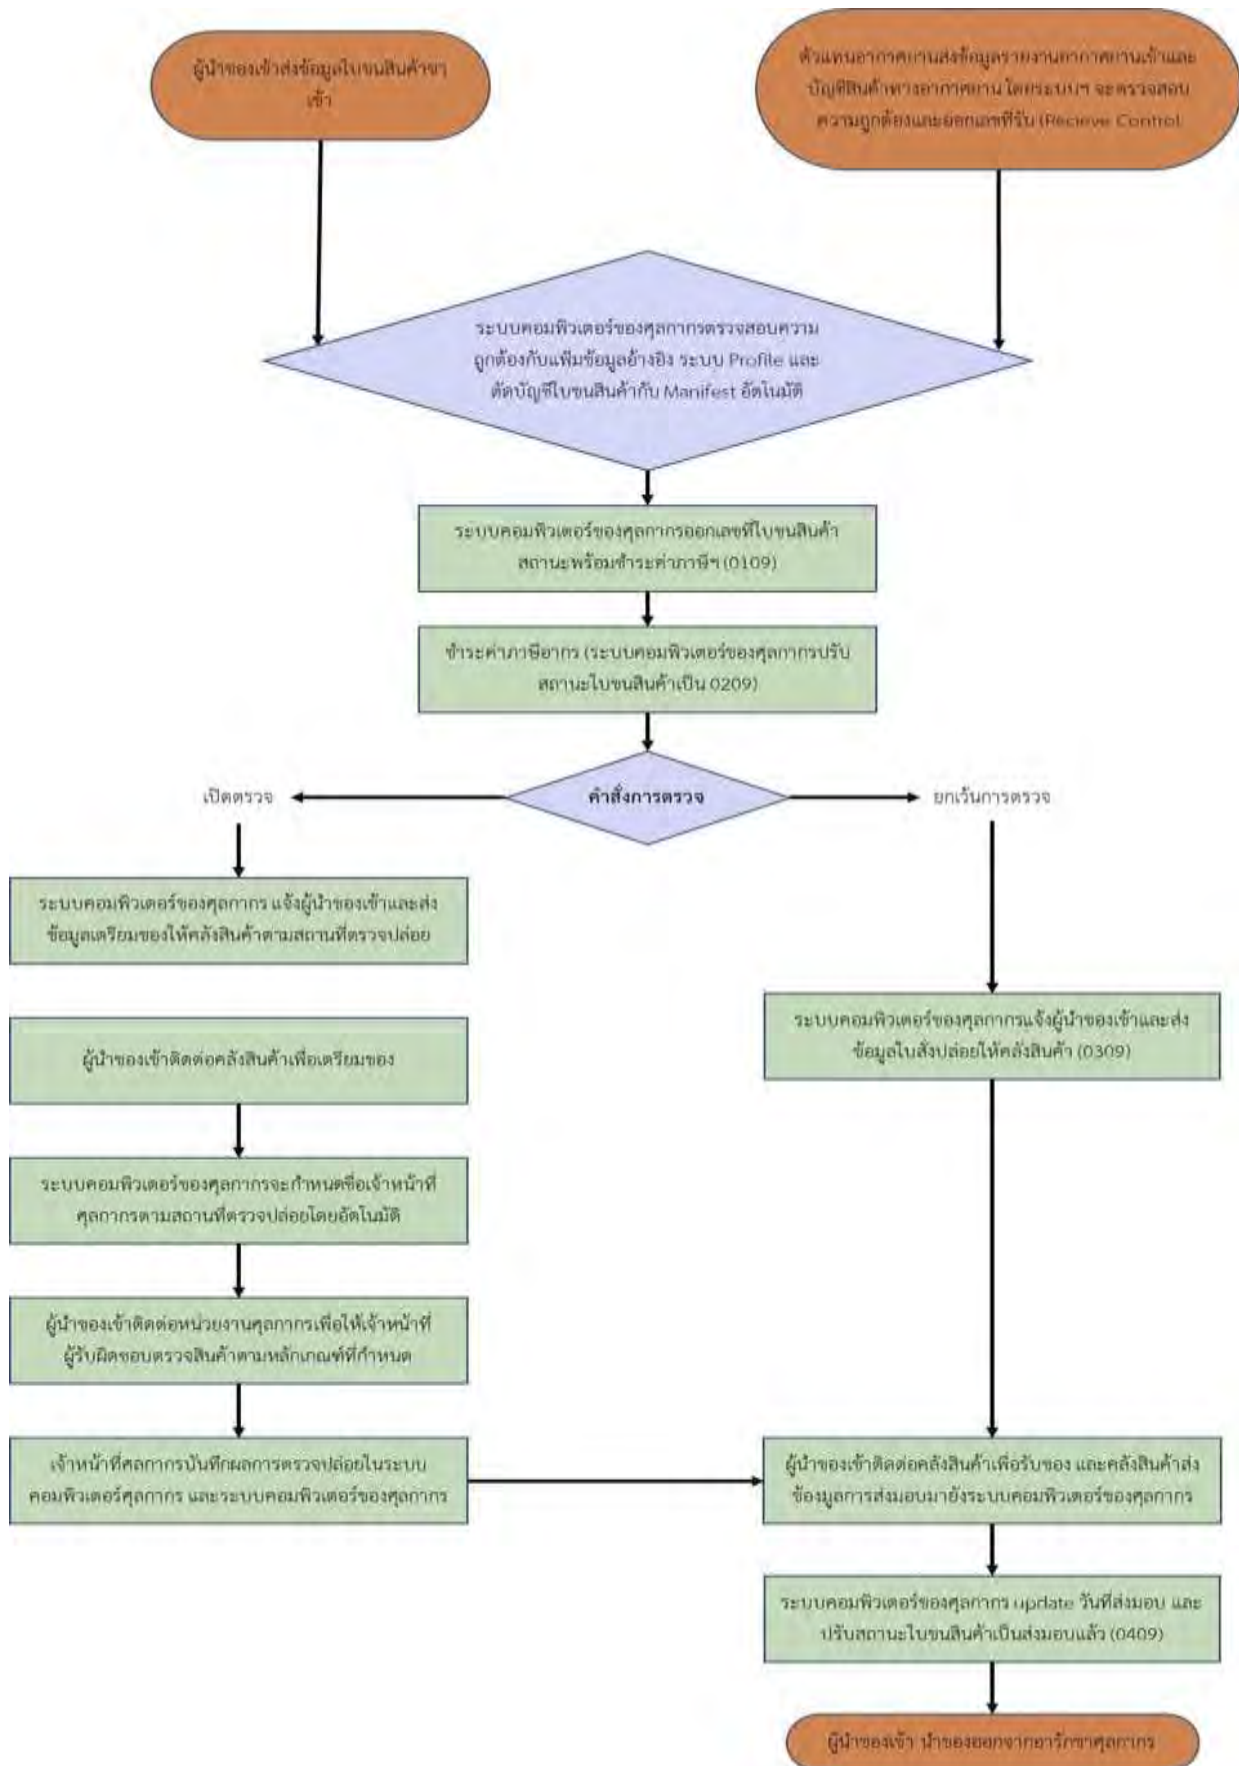 ผู้นำของเข้าส่งข้อมูลใบขนสินค้าขา
เข้า
ตัวแทนอากาศยานส่งข้อมูลรายงานอากาศยานเข้าและ
บัญชีสินค้าทางอากาศยาน โดยระบบฯ จะตรวจสอบ
ความถูกต้องและออกเลขที่รับ (Recieve Control
ระบบคอมพิวเตอร์ของศุลกากรตรวจสอบความ
ถูกต้องกับแฟ้มข้อมูลอ้างอิง ระบบ Profile และ
ตัดบัญชีใบขนสินค้ากับ Manifest อัตโนมัติ
ระบบคอมพิวเตอร์ของศุลกากรออกเลขที่ใบขนสินค้า
สถานะพร้อมชำระค่าภาษีฯ (0109)
ชำระค่าภาษีอากร (ระบบคอมพิวเตอร์ของศุลกากรปรับ
สถานะใบขนสินค้าเป็น 0209)
คำสั่งการตรวจ
เปิดตรวจ
ยกเว้นการตรวจ
ระบบคอมพิวเตอร์ของศุลกากร แจ้งผู้นำของเข้าและส่ง
ข้อมูลเตรียมของให้คลังสินค้าตามสถานที่ตรวจปล่อย
ระบบคอมพิวเตอร์ของศุลกากรแจ้งผู้นำของเข้าและส่ง
ข้อมูลใบสั่งปล่อยให้คลังสินค้า (0309)
ผู้นำของเข้าติดต่อคลังสินค้าเพื่อเตรียมของ
ระบบคอมพิวเตอร์ของศุลกากรจะกำหนดชื่อเจ้าหน้าที่
ศุลกากรตามสถานที่ตรวจปล่อยโดยอัตโนมัติ
ผู้นำของเข้าติดต่อหน่วยงานศุลกากรเพื่อให้เจ้าหน้าที่
ผู้รับผิดชอบตรวจสินค้าตามหลักเกณฑ์ที่กำหนด
เจ้าหน้าที่ศุลกากรบันทึกผลการตรวจปล่อยในระบบ
คอมพิวเตอร์ศุลกากร และระบบคอมพิวเตอร์ของศุลกากร
ผู้นำของเข้าติดต่อคลังสินค้าเพื่อรับของ และคลังสินค้าส่ง
ข้องมูลการส่งมอบมายังระบบคอมพิวเตอร์ของศุลกากร
ระบบคอมพิวเตอร์ของศุลกากร update วันที่ส่งมอบ และ
ปรับสถานะใบขนสินค้าเป็นส่งมอบแล้ว (0409)
ผู้นำของเข้า นำของออกจากอารักขาศุลกากร